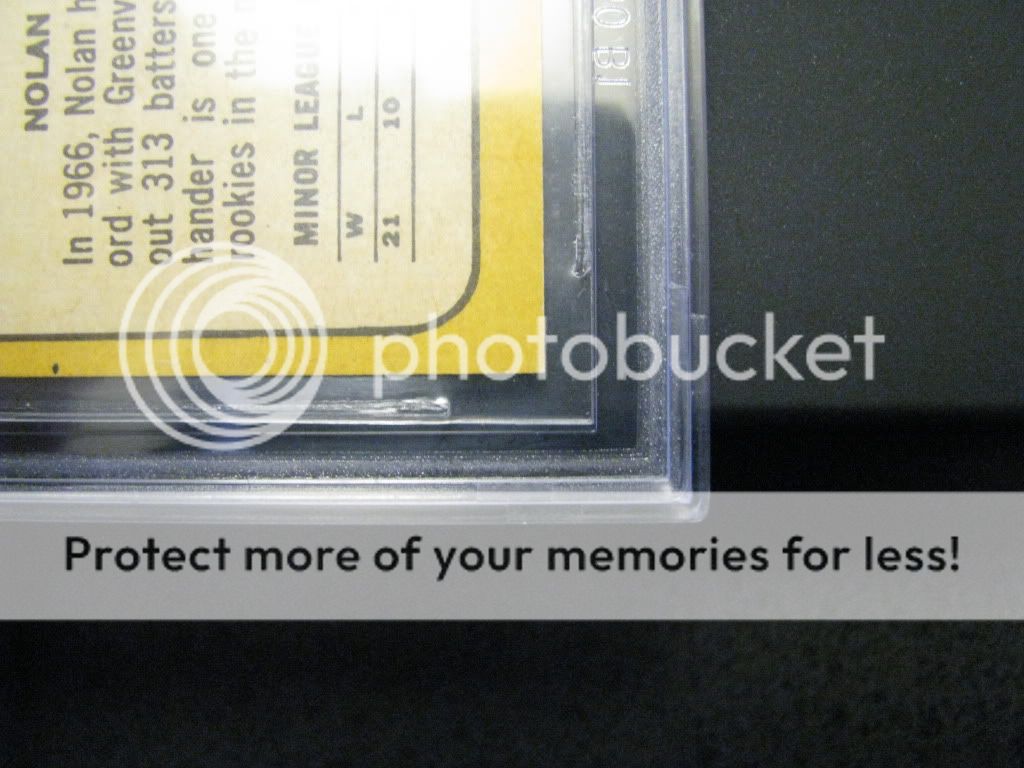 NOLAN
In 1966, Nolan h
ord with Greenv
out 313 batters
hander is one
rookies in the
MINOR LEAGUE
W L
21 10
photobucket
Protect more of your memories for less!